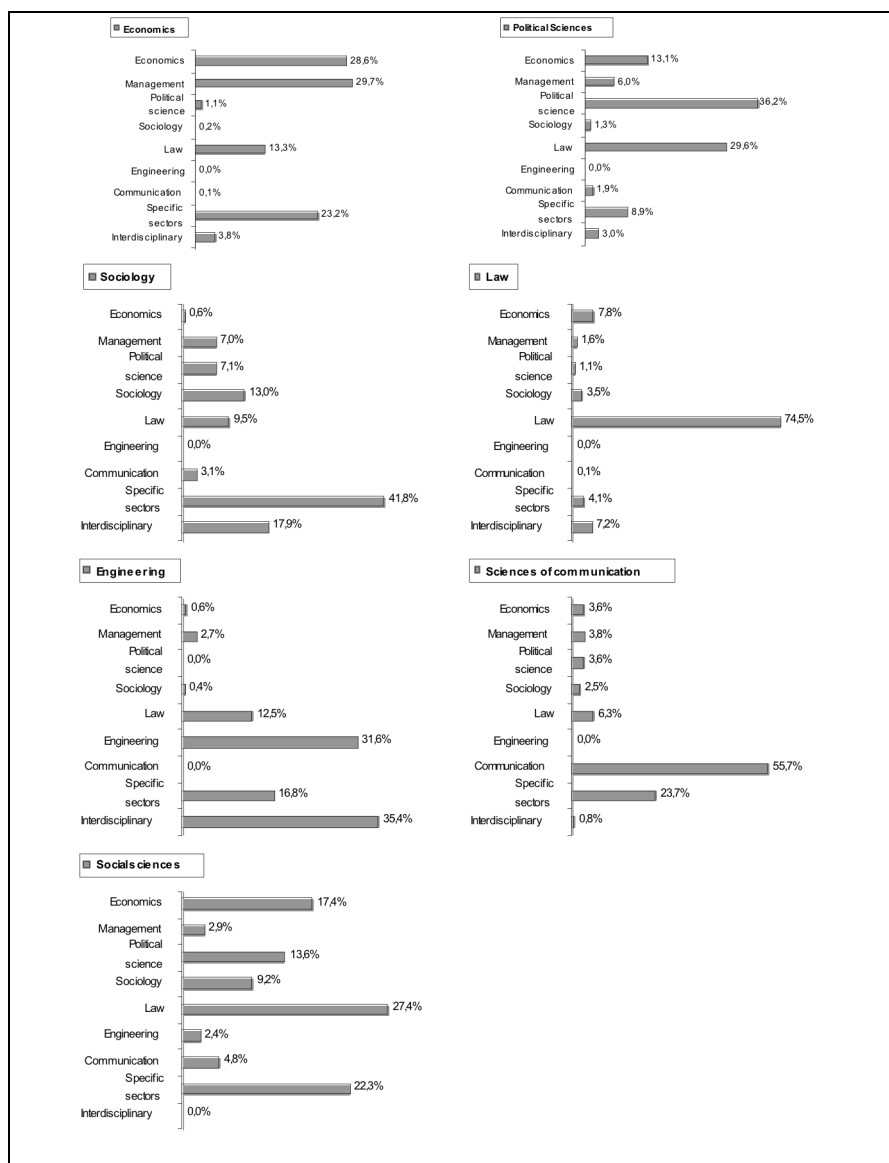 Economics
Economics 28,6%
Management 29,7%
Political
science 1,1%
Sociology 0,2%
Law 13,3%
Engineering 0,0%
Communication 0,1%
Specific
sectors 23,2%
Interdisciplinary 3,8%
Political Sciences
Economics 13,1%
Management 6,0%
Political
science 36,2%
Sociology 1,3%
Law 29,6%
Engineering 0,0%
Communication 1,9%
Specific
sectors 8,9%
Interdisciplinary 3,0%
Sociology
Economics 0,6%
Management 7,0%
Political
science 7,1%
Sociology 13,0%
Law 9,5%
Engineering 0,0%
Communication 3,1%
Specific
sectors 41,8%
Interdisciplinary 17,9%
Law
Economics 7,8%
Management 1,6%
Political
science 1,1%
Sociology 3,5%
Law 74,5%
Engineering 0,0%
Communication 0,1%
Specific
sectors 4,1%
Interdisciplinary 7,2%
Engineering
Economics 0,6%
Management 2,7%
Political
science 0,0%
Sociology 0,4%
Law 12,5%
Engineering 31,6%
Communication 0,0%
Specific
sectors 16,8%
Interdisciplinary 35,4%
Sciences of communication
Economics 3,6%
Management 3,8%
Political
science 3,6%
Sociology 2,5%
Law 6,3%
Engineering 0,0%
Communication 55,7%
Specific
sectors 23,7%
Interdisciplinary 0,8%
Social sciences
Economics 17,4%
Management 2,9%
Political
science 13,6%
Sociology 9,2%
Law 27,4%
Engineering 2,4%
Communication 4,8%
Specific
sectors 22,3%
Interdisciplinary 0,0%